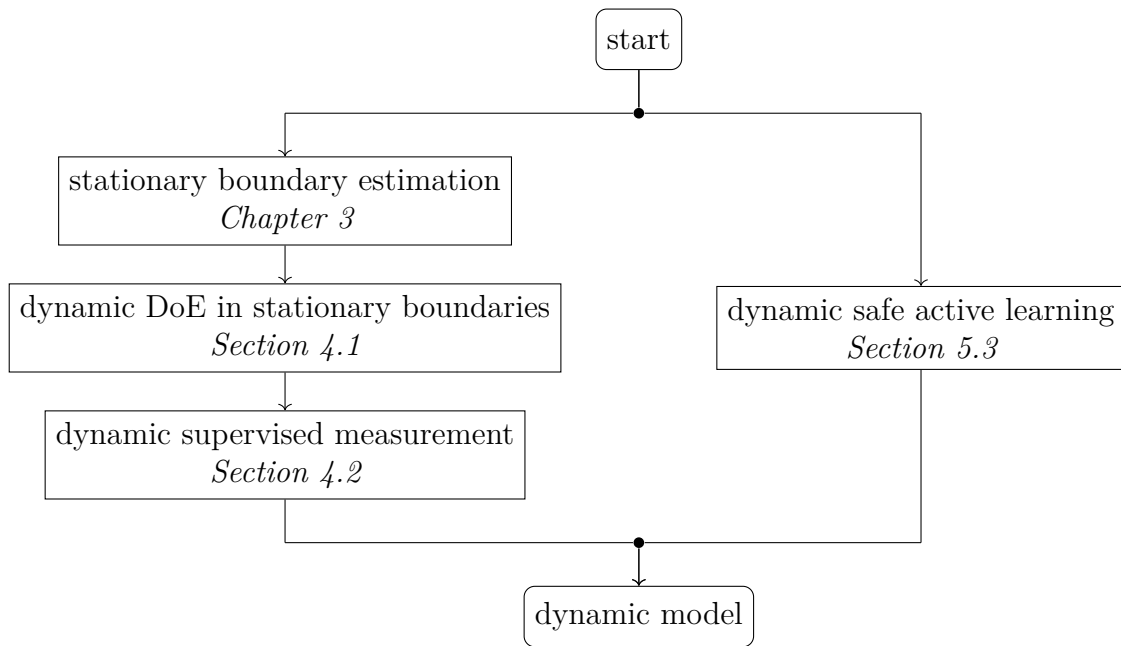 start
stationary boundary estimation
Chapter 3
dynamic DoE in stationary boundaries
Section 4.1
dynamic supervised measurement
Section 4.2
dynamic safe active learning
Section 5.3
dynamic model